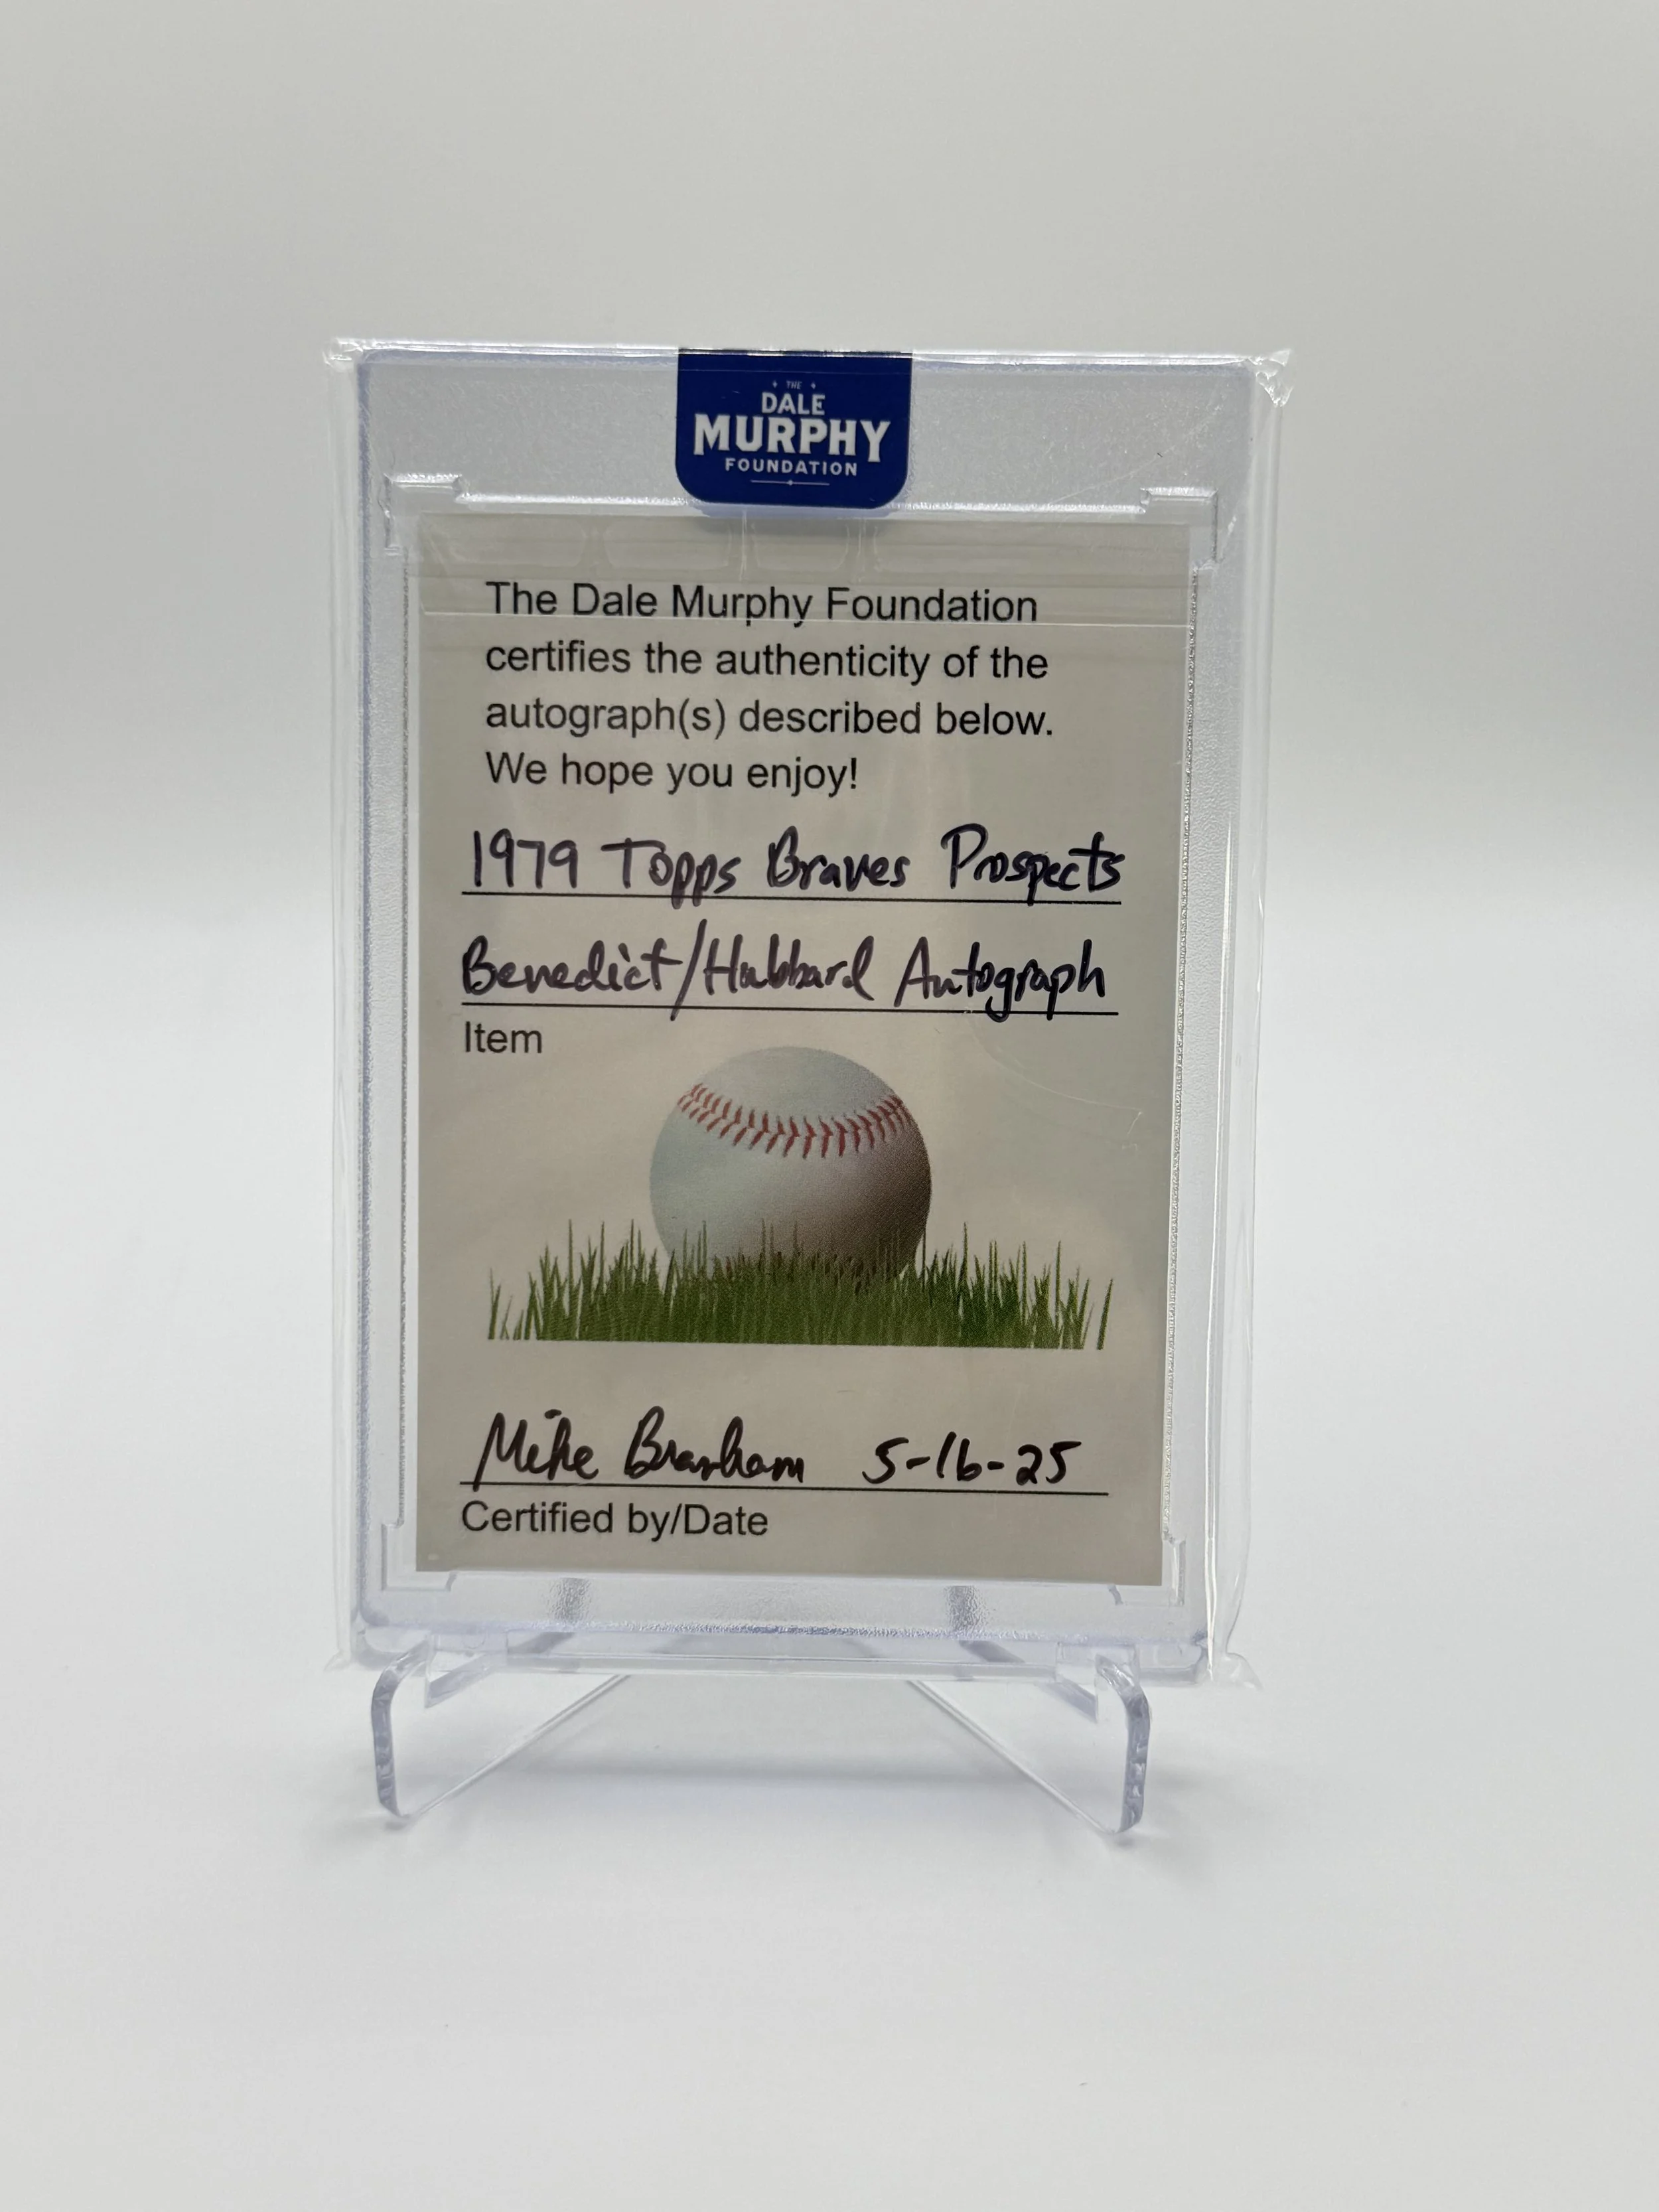 THE
DALE
MURPHY
FOUNDATION
The Dale Murphy Foundation
certifies the authenticity of the
autograph(s) described below.
We hope you enjoy!
1979 Topps Braves Prospects
Benedict/Hubbard Autograph
Item
Mike Branham 5-16-25
Certified by/Date